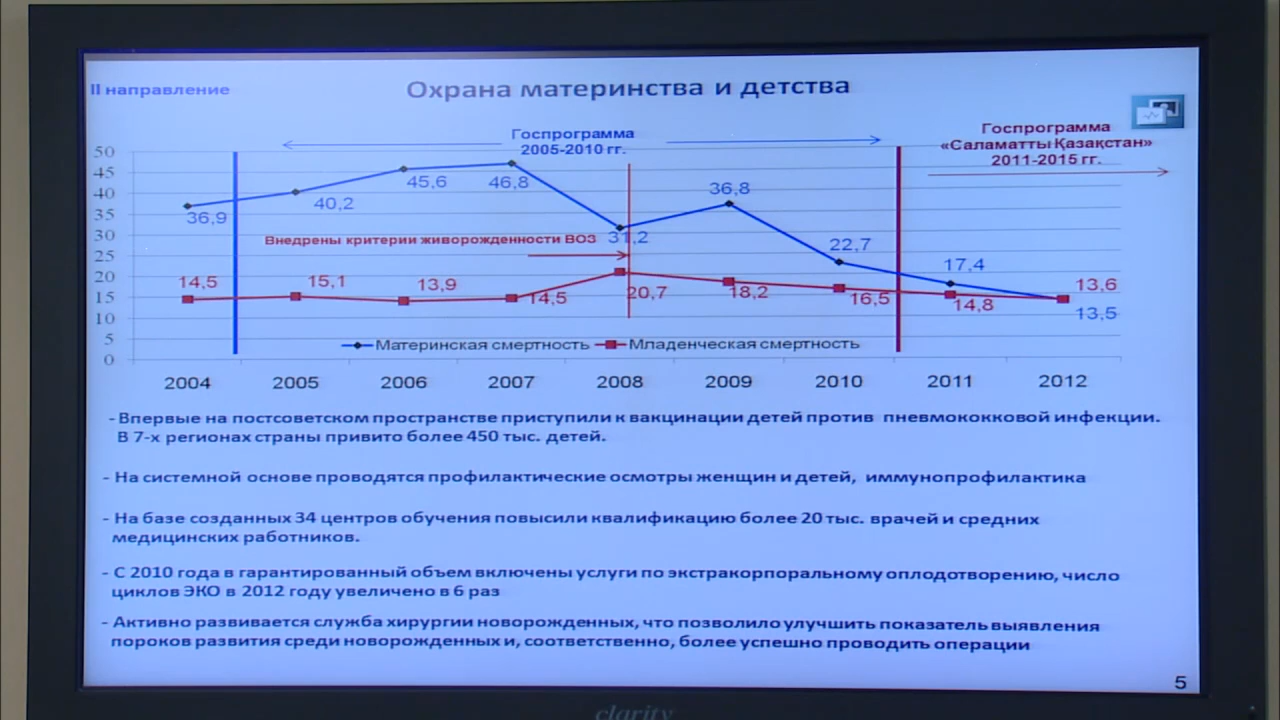 II направление
Охрана материнства и детства
Госпрограмма
2005-2010 гг.
Госпрограмма
«Саламатты Қазақстан»
2011-2015 гг.
50
45
40
35
30
25
20
15
10
5
0
36,9
40,2
45,6
46,8
31,2
36,8
22,7
17,4
13,5
Внедрены критерии живорожденности ВОЗ
14,5
15,1
13,9
14,5
20,7
18,2
16,5
14,8
13,6
Материнская смертность
Младенческая смертность
2004 2005 2006 2007 2008 2009 2010 2011 2012
- Впервые на постсоветском пространстве приступили к вакцинации детей против пневмококковой инфекции.
В 7-х регионах страны привито более 450 тыс. детей.
- На системной основе проводятся профилактические осмотры женщин и детей, иммунопрофилактика
- На базе созданных 34 центров обучения повысили квалификацию более 20 тыс. врачей и средних
медицинских работников.
- С 2010 года в гарантированный объем включены услуги по экстракорпоральному оплодотворению, число
циклов ЭКО в 2012 году увеличено в 6 раз
- Активно развивается служба хирургии новорожденных, что позволило улучшить показатель выявления
пороков развития среди новорожденных и, соответственно, более успешно проводить операции
5
clarity